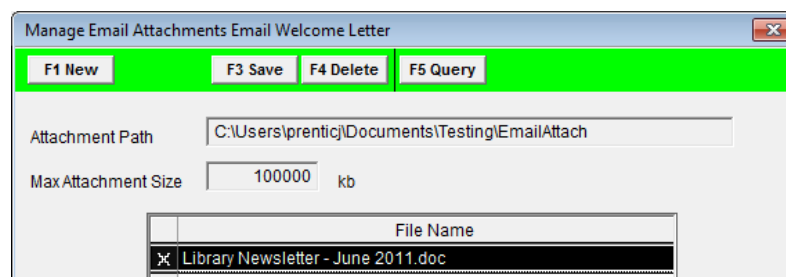 Manage Email Attachments Email Welcome Letter
F1 New F3 Save F4 Delete F5 Query
Attachment Path C:\Users\prenticj\Documents\Testing\EmailAttach
Max Attachment Size 100000 kb
File Name
Library Newsletter - June 2011.doc